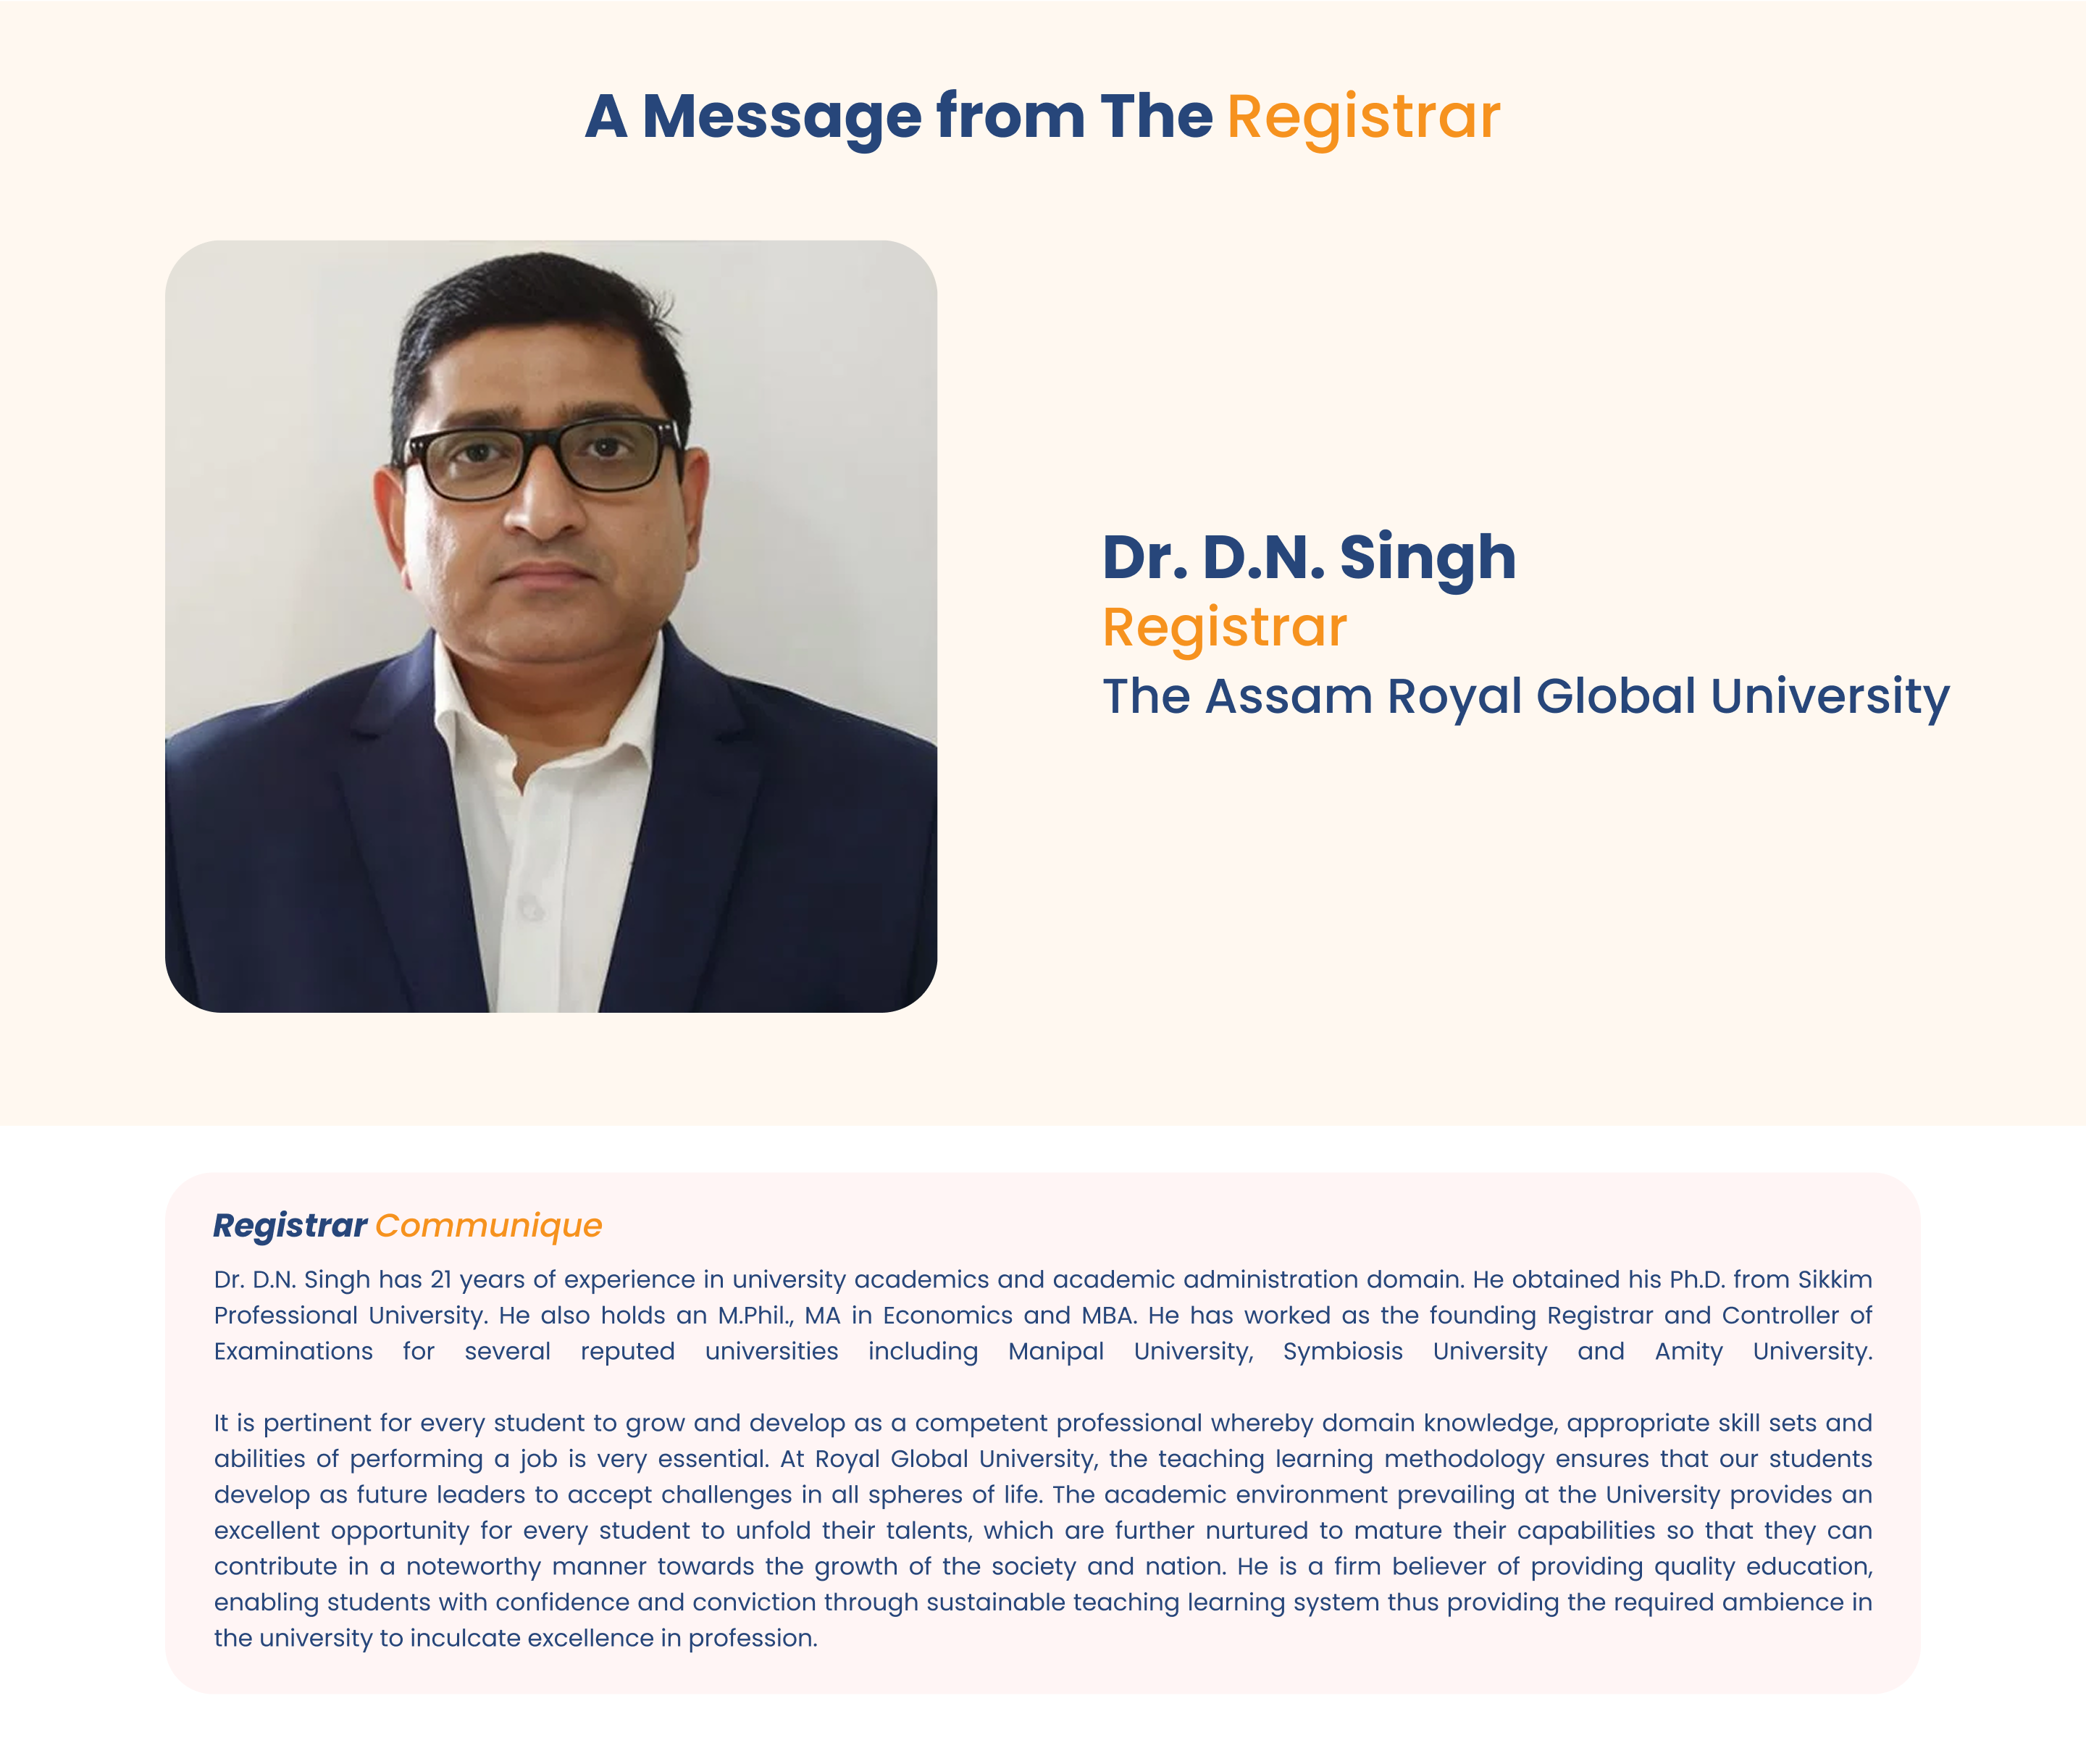 A Message from The Registrar
Dr. D.N. Singh
Registrar
The Assam Royal Global University
Registrar Communique
Dr. D.N. Singh has 21 years of experience in university academics and academic administration domain. He obtained his Ph.D. from Sikkim
Professional University. He also holds an M.Phil., MA in Economics and MBA. He has worked as the founding Registrar and Controller of
Examinations for several reputed universities including Manipal University, Symbiosis University and Amity University.
It is pertinent for every student to grow and develop as a competent professional whereby domain knowledge, appropriate skill sets and
abilities of performing a job is very essential. At Royal Global University, the teaching learning methodology ensures that our students
develop as future leaders to accept challenges in all spheres of life. The academic environment prevailing at the University provides an
excellent opportunity for every student to unfold their talents, which are further nurtured to mature their capabilities so that they can
contribute in a noteworthy manner towards the growth of the society and nation. He is a firm believer of providing quality education,
enabling students with confidence and conviction through sustainable teaching learning system thus providing the required ambience in
the university to inculcate excellence in profession.